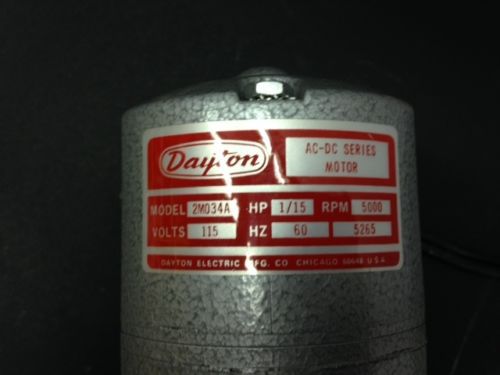 Dayton
AC-DC SERIES
MOTOR
MODEL 2M034A HP 1/15 RPM 5000
VOLTS 115 HZ 60 5265
DAYTON ELECTRIC MFG. CO CHICAGO 60648 U.S.A